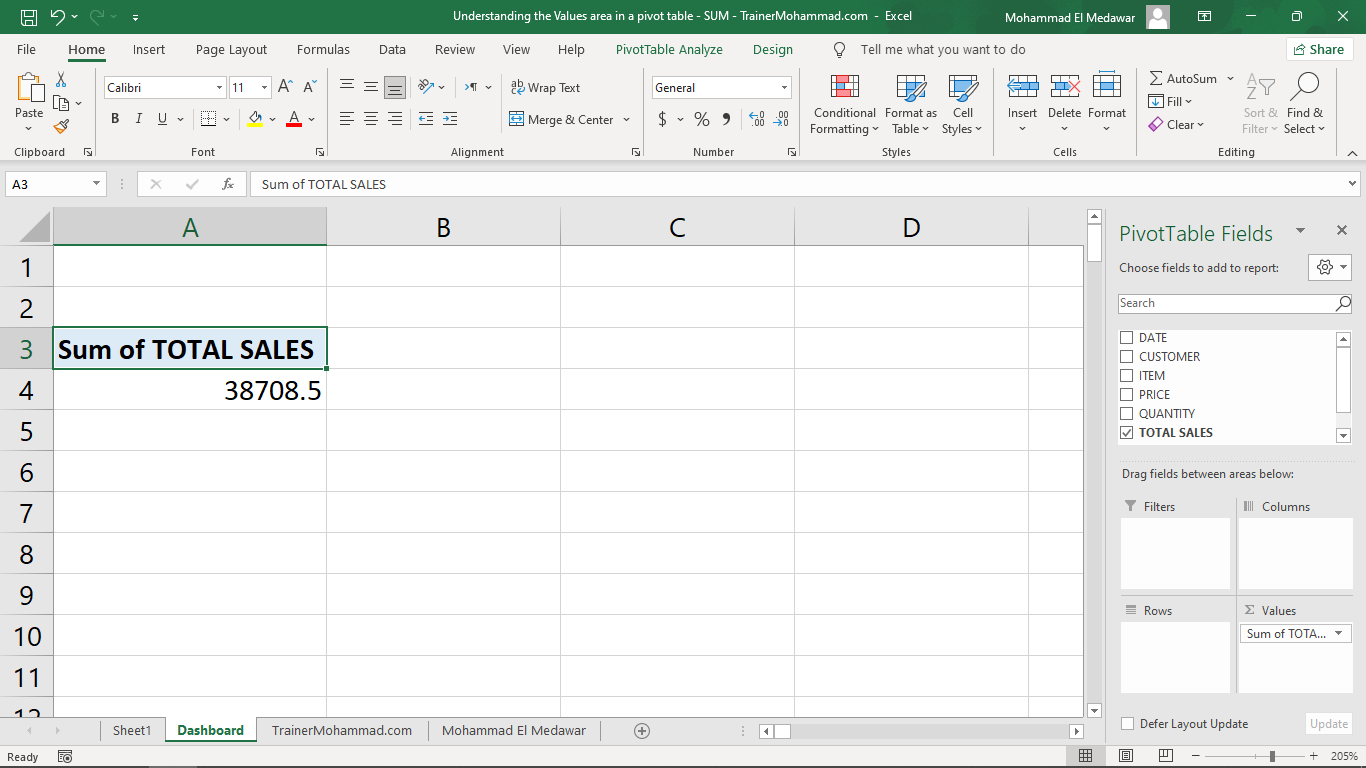 Understanding the Values area in a pivot table - SUM - TrainerMohammad.com - Excel
Mohammad El Medawar
File Home Insert Page Layout Formulas Data Review View Help PivotTable Analyze Design Tell me what you want to do Share
Paste
Clipboard
Calibri 11
B I U A
Font
ab Wrap Text
Merge & Center
Alignment
General
$ % 9
Number
Conditional Formatting
Format as Table
Cell Styles
Styles
Insert Delete Format
Cells
AutoSum
Fill
Clear
Sort & Filter
Find & Select
Editing
A3 fx Sum of TOTAL SALES
A B C D
1
2
3 Sum of TOTAL SALES
4 38708.5
5
6
7
8
9
10
11
12
PivotTable Fields
Choose fields to add to report:
Search
DATE
CUSTOMER
ITEM
PRICE
QUANTITY
TOTAL SALES
Drag fields between areas below:
Filters Columns
Rows Σ Values
Sum of TOTA...
Defer Layout Update Update
Sheet1 Dashboard TrainerMohammad.com Mohammad El Medawar
Ready 205%